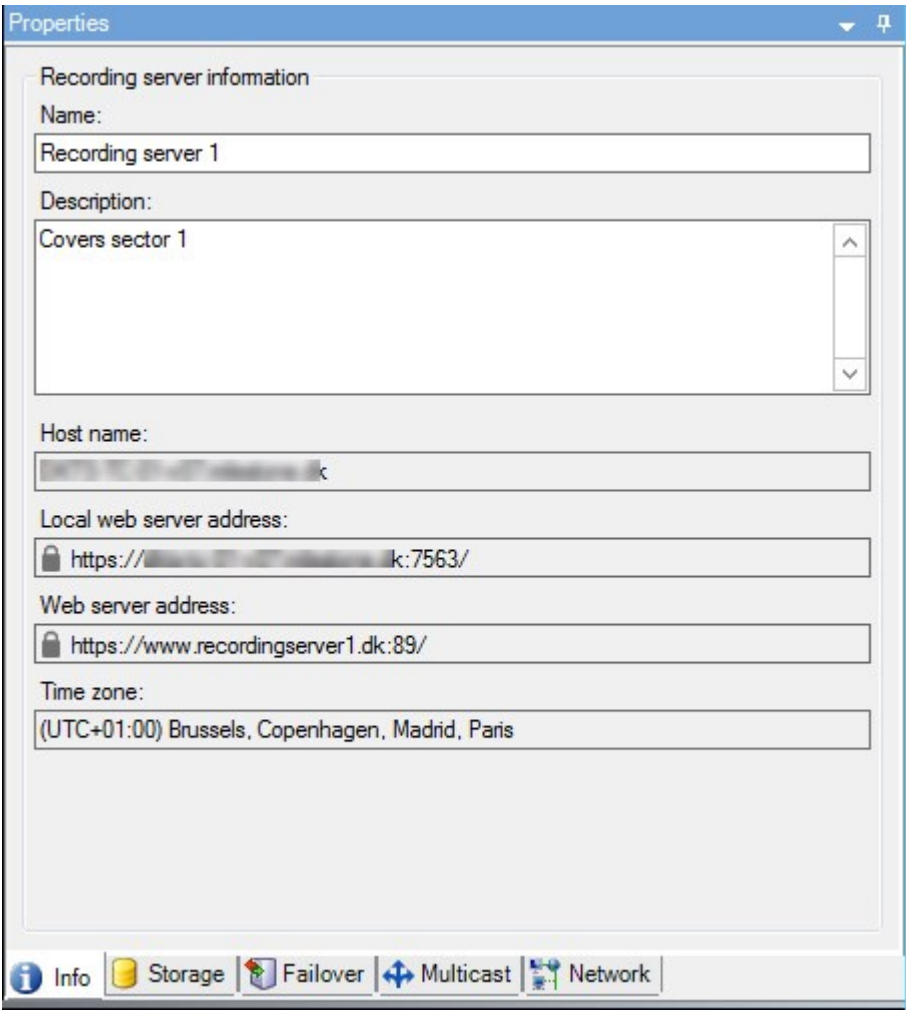 Properties
Recording server information
Name:
Recording server 1
Description:
Covers sector 1
Host name:
k
Local web server address:
https:// k:7563/
Web server address:
https://www.recordingserver1.dk:89/
Time zone:
(UTC+01:00) Brussels, Copenhagen, Madrid, Paris
Info Storage Failover Multicast Network